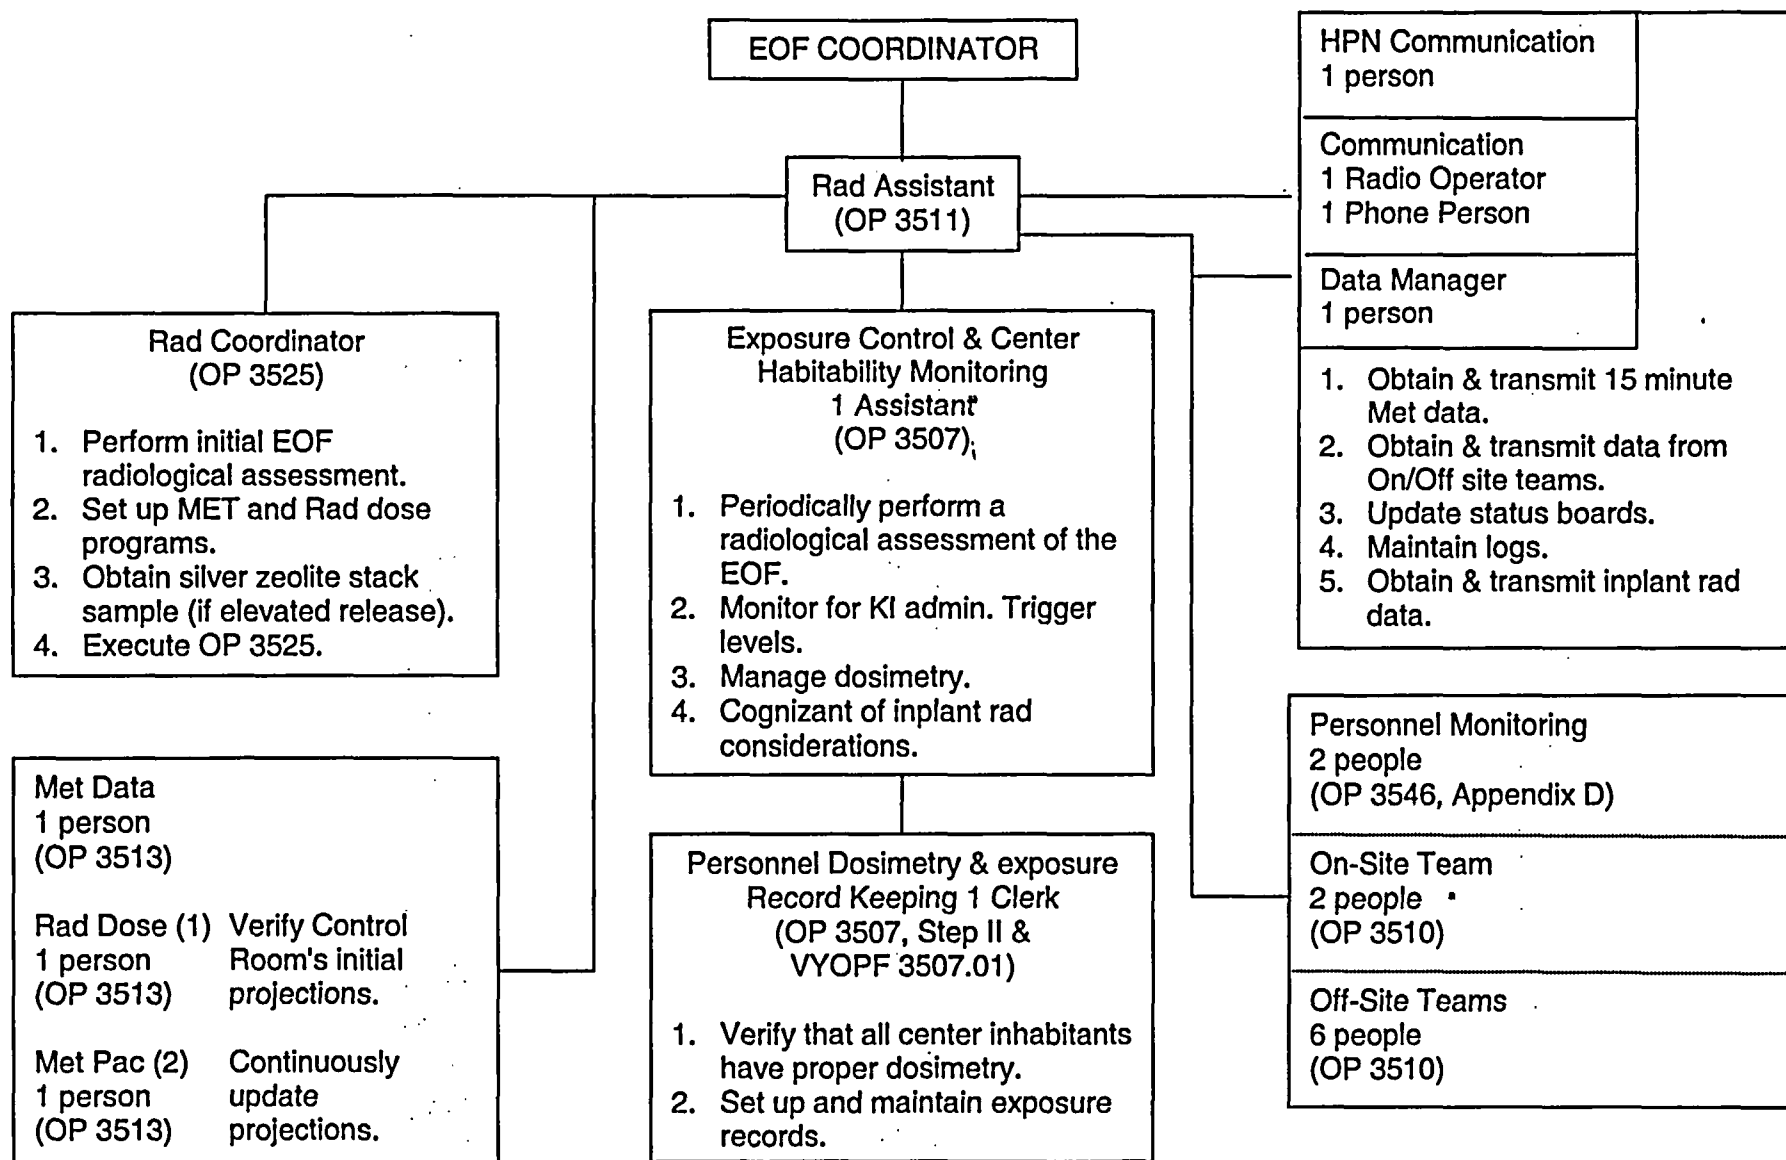 EOF COORDINATOR
Rad Assistant
(OP 3511)
HPN Communication
1 person
Communication
1 Radio Operator
1 Phone Person
Data Manager
1 person
1. Obtain & transmit 15 minute
Met data.
2. Obtain & transmit data from
On/Off site teams.
3. Update status boards.
4. Maintain logs.
5. Obtain & transmit inplant rad
data.
Rad Coordinator
(OP 3525)
1. Perform initial EOF
radiological assessment.
2. Set up MET and Rad dose
programs.
3. Obtain silver zeolite stack
sample (if elevated release).
4. Execute OP 3525.
Exposure Control & Center
Habitability Monitoring
1 Assistant
(OP 3507)
1. Periodically perform a
radiological assessment of the
EOF.
2. Monitor for KI admin. Trigger
levels.
3. Manage dosimetry.
4. Cognizant of inplant rad
considerations.
Personnel Monitoring
2 people
(OP 3546, Appendix D)
On-Site Team
2 people
(OP 3510)
Off-Site Teams
6 people
(OP 3510)
Met Data
1 person
(OP 3513)
Rad Dose (1) Verify Control
1 person Room's initial
(OP 3513) projections.
Met Pac (2) Continuously
1 person update
(OP 3513) projections.
Personnel Dosimetry & exposure
Record Keeping 1 Clerk
(OP 3507, Step II &
VYOPF 3507.01)
1. Verify that all center inhabitants
have proper dosimetry.
2. Set up and maintain exposure
records.